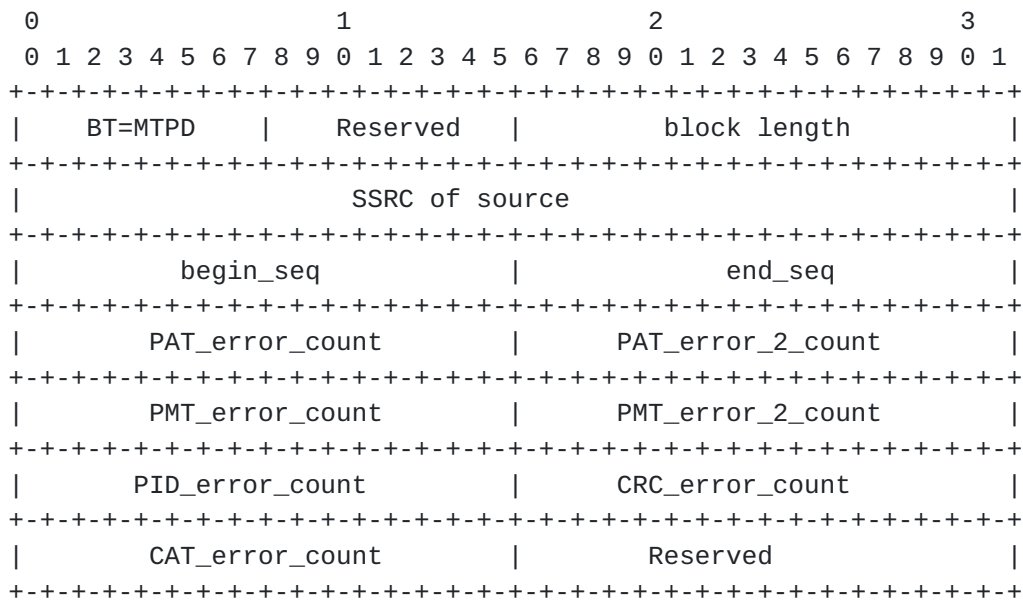 0                   1                   2                   3
 0 1 2 3 4 5 6 7 8 9 0 1 2 3 4 5 6 7 8 9 0 1 2 3 4 5 6 7 8 9 0 1
+-+-+-+-+-+-+-+-+-+-+-+-+-+-+-+-+-+-+-+-+-+-+-+-+-+-+-+-+-+-+-+-+
|    BT=MTPD    |    Reserved   |         block length          |
+-+-+-+-+-+-+-+-+-+-+-+-+-+-+-+-+-+-+-+-+-+-+-+-+-+-+-+-+-+-+-+-+
|                     SSRC of source                            |
+-+-+-+-+-+-+-+-+-+-+-+-+-+-+-+-+-+-+-+-+-+-+-+-+-+-+-+-+-+-+-+-+
|          begin_seq            |             end_seq           |
+-+-+-+-+-+-+-+-+-+-+-+-+-+-+-+-+-+-+-+-+-+-+-+-+-+-+-+-+-+-+-+-+
|        PAT_error_count        |      PAT_error_2_count        |
+-+-+-+-+-+-+-+-+-+-+-+-+-+-+-+-+-+-+-+-+-+-+-+-+-+-+-+-+-+-+-+-+
|        PMT_error_count        |      PMT_error_2_count        |
+-+-+-+-+-+-+-+-+-+-+-+-+-+-+-+-+-+-+-+-+-+-+-+-+-+-+-+-+-+-+-+-+
|       PID_error_count         |      CRC_error_count          |
+-+-+-+-+-+-+-+-+-+-+-+-+-+-+-+-+-+-+-+-+-+-+-+-+-+-+-+-+-+-+-+-+
|        CAT_error_count        |        Reserved               |
+-+-+-+-+-+-+-+-+-+-+-+-+-+-+-+-+-+-+-+-+-+-+-+-+-+-+-+-+-+-+-+-+